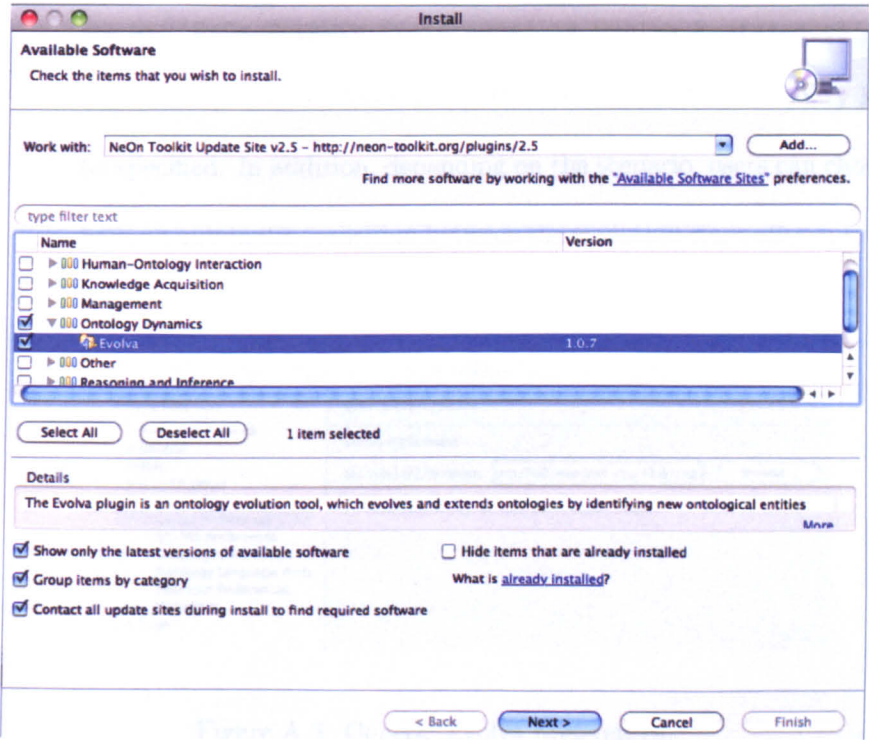 Install
Available Software
Check the items that you wish to install.
Work with: NeOn Toolkit Update Site v2.5 – http://neon-toolkit.org/plugins/2.5 Add...
Find more software by working with the "Available Software Sites" preferences.
type filter text
Name Version
Human-Ontology Interaction
Knowledge Acquisition
Management
Ontology Dynamics
Evolva 1.0.7
Other
Reasoning and Inference
Select All Deselect All 1 item selected
Details
The Evolva plugin is an ontology evolution tool, which evolves and extends ontologies by identifying new ontological entities
More
Show only the latest versions of available software Hide items that are already installed
Group items by category What is already installed?
Contact all update sites during install to find required software
< Back Next > Cancel Finish